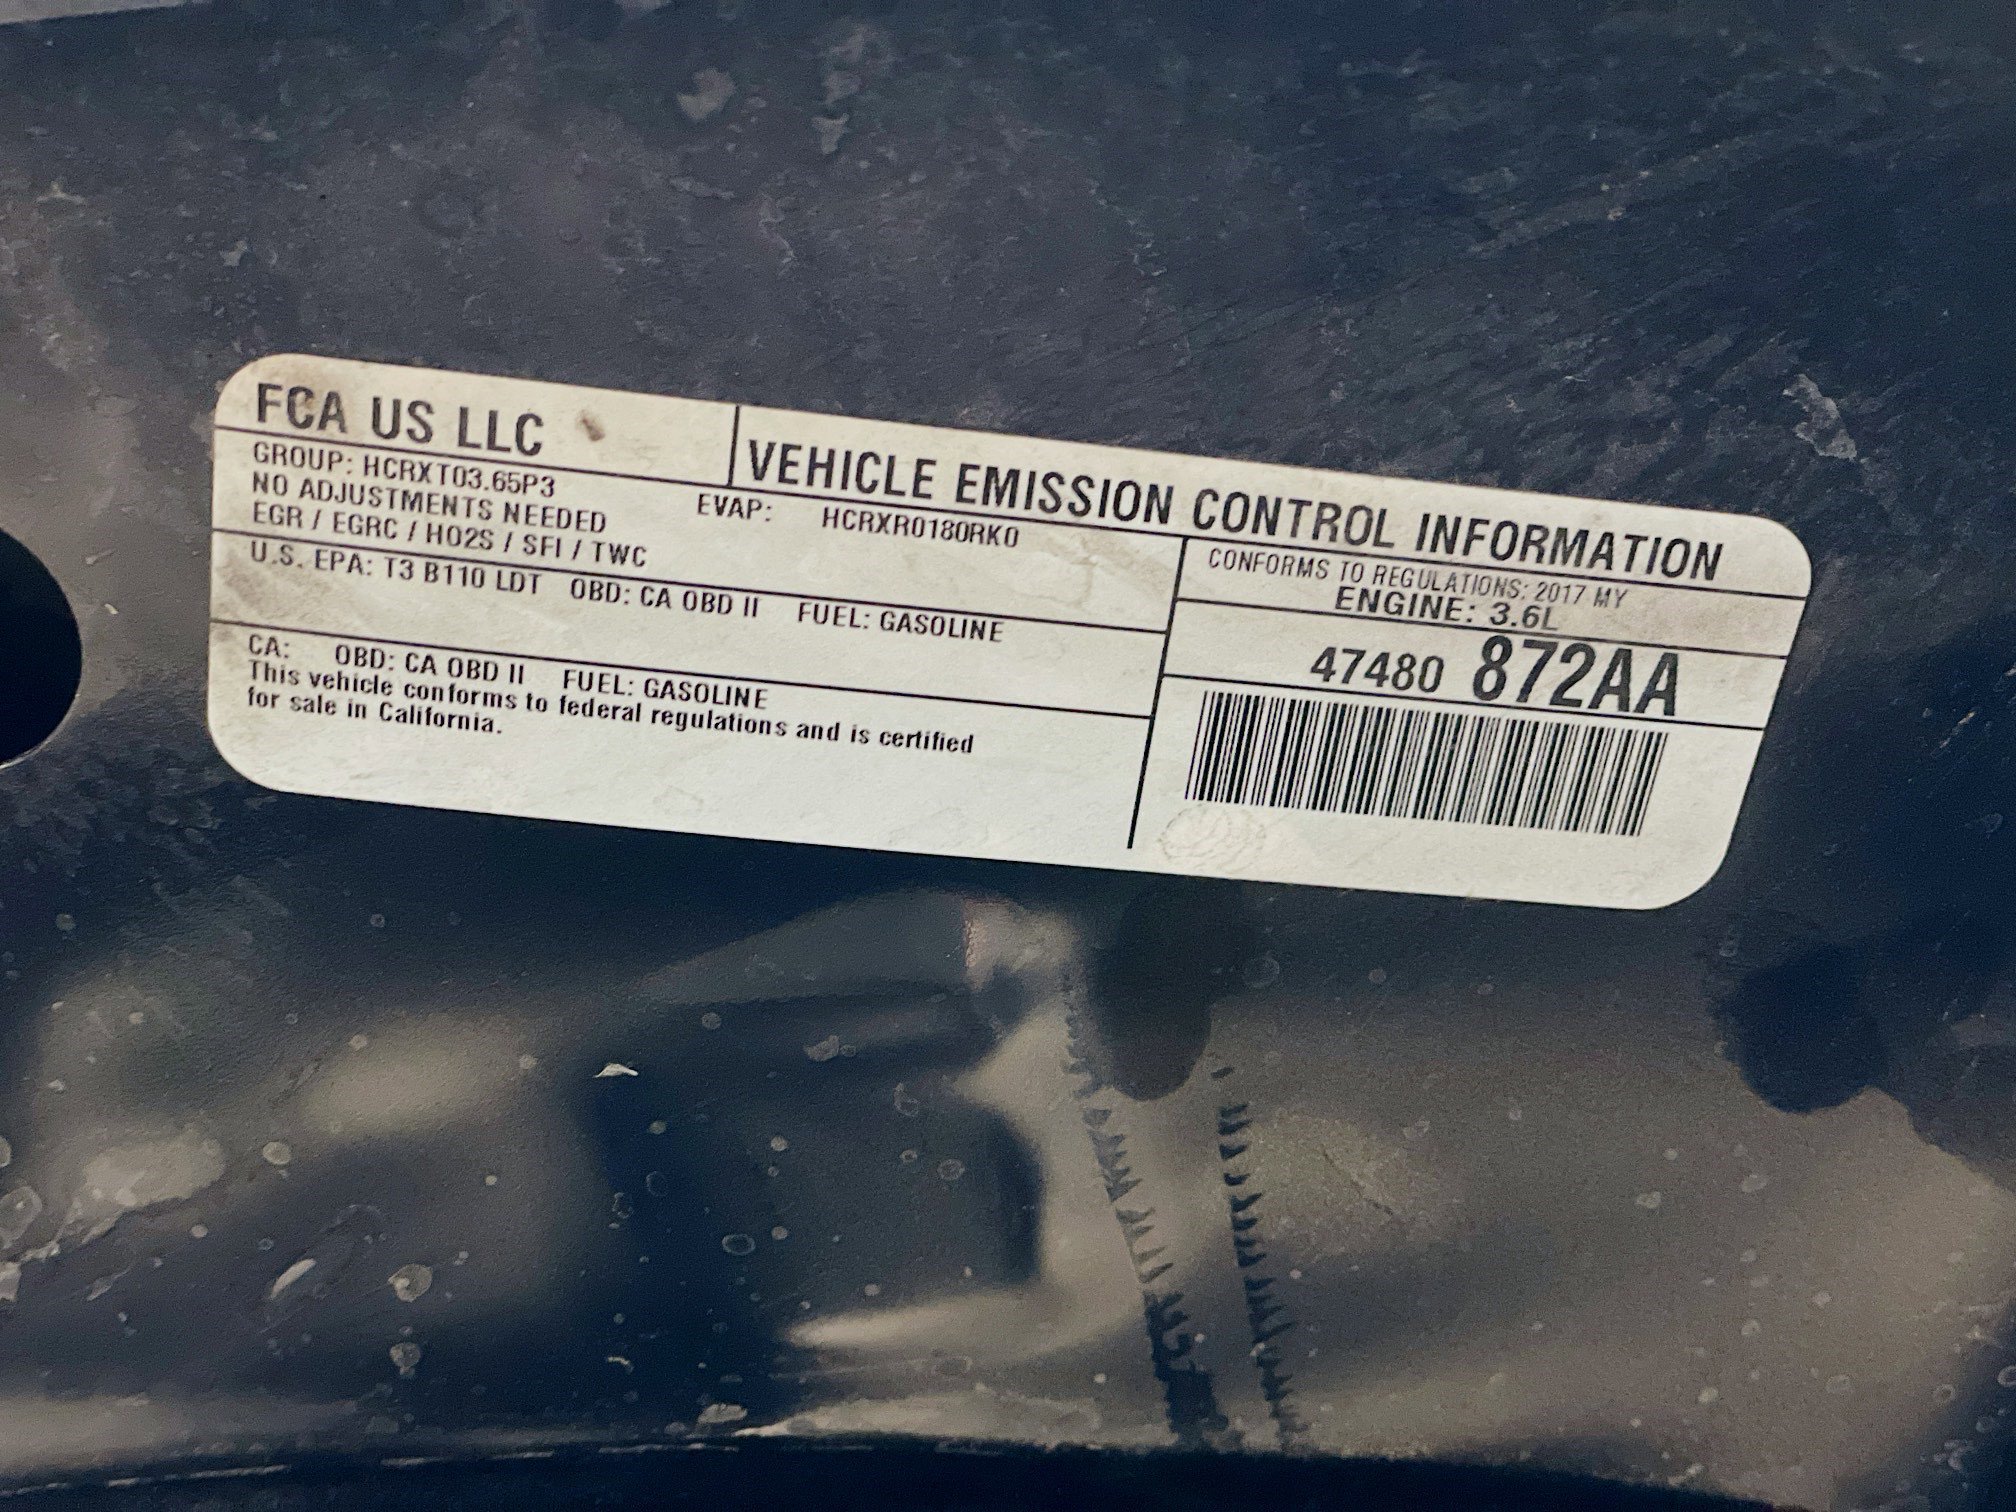 FCA US LLC
VEHICLE EMISSION CONTROL INFORMATION
GROUP: HCRXT03.65P3
EVAP: HCRXR0180RK0
NO ADJUSTMENTS NEEDED
EGR / EGRC / HO2S / SFI / TWC
CONFORMS TO REGULATIONS: 2017 MY
ENGINE: 3.6L
U.S. EPA: T3 B110 LDT OBD: CA OBD II FUEL: GASOLINE
47480 872AA
CA: OBD: CA OBD II FUEL: GASOLINE
This vehicle conforms to federal regulations and is certified
for sale in California.